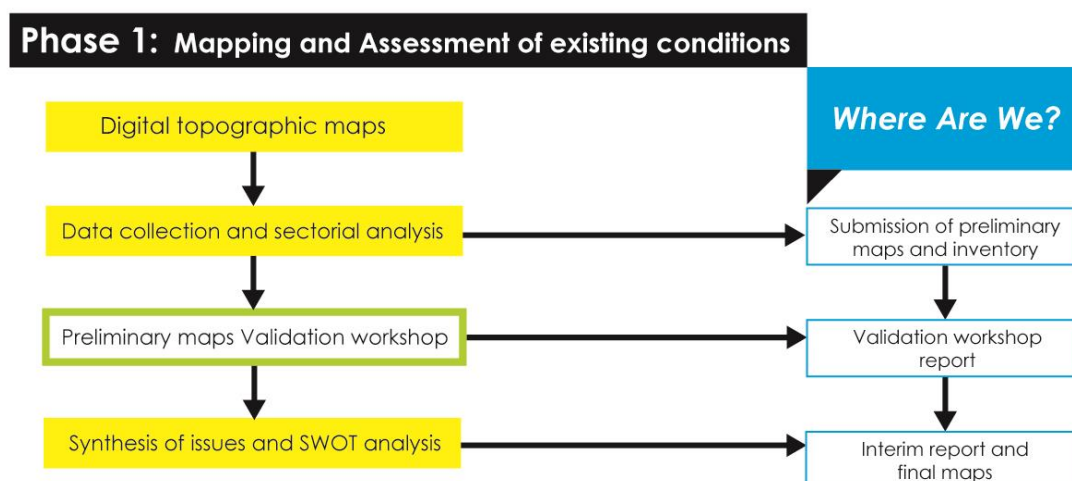 Phase 1: Mapping and Assessment of existing conditions
Where Are We?
Digital topographic maps
Data collection and sectorial analysis
Submission of preliminary
maps and inventory
Preliminary maps Validation workshop
Validation workshop
report
Synthesis of issues and SWOT analysis
Interim report and
final maps